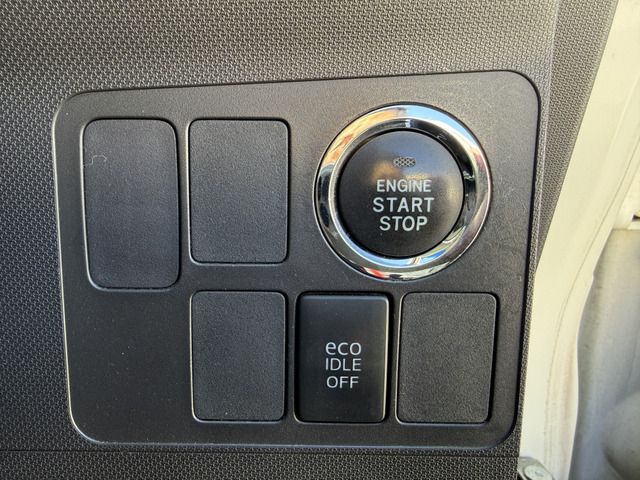 ENGINE
START
STOP
eco
IDLE
OFF